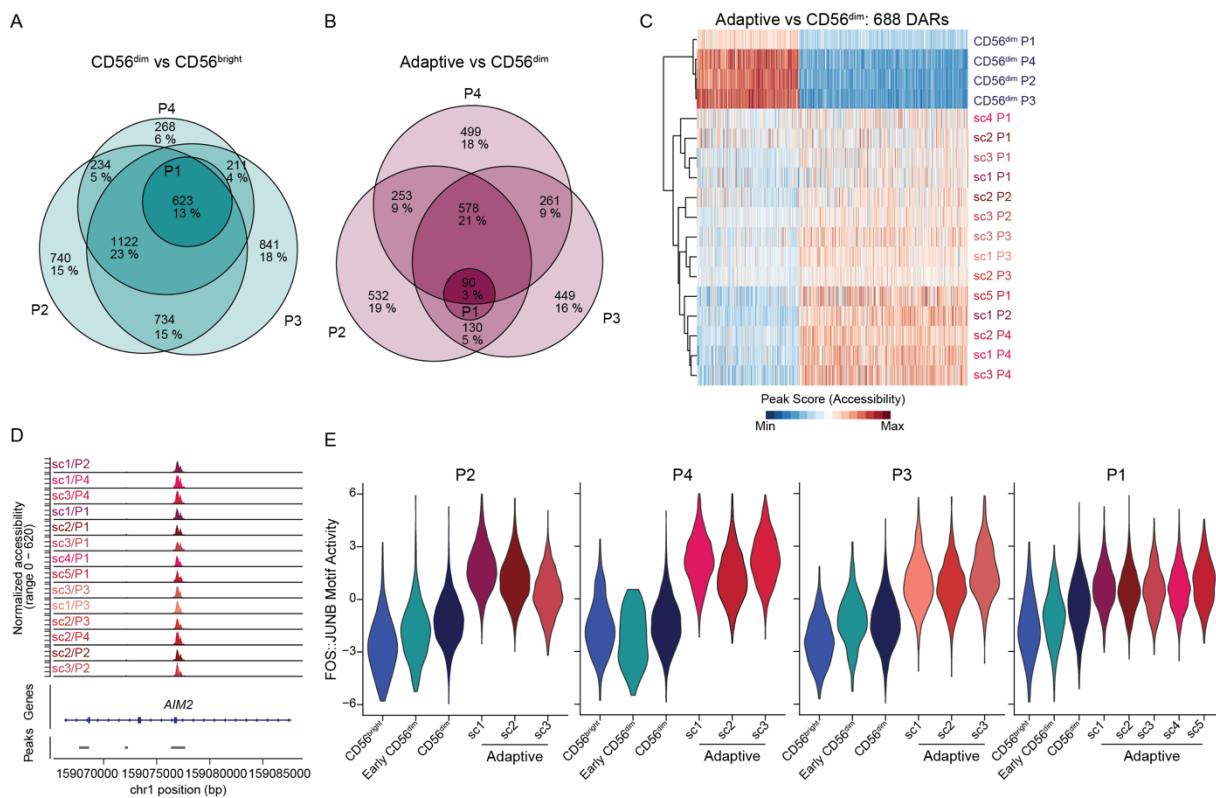 A
CD56dim vs CD56bright
P4
268
6 %
234
5 %
211
4 %
P1
623
13 %
1122
23 %
740
15 %
841
18 %
P2
P3
734
15 %
B
Adaptive vs CD56dim
P4
499
18 %
253
9 %
578
21 %
261
9 %
90
3 %
P1
532
19 %
449
16 %
P2
P3
130
5 %
C
Adaptive vs CD56dim: 688 DARs
CD56dim P1
CD56dim P4
CD56dim P2
CD56dim P3
sc4 P1
sc2 P1
sc3 P1
sc1 P1
sc2 P2
sc3 P2
sc3 P3
sc1 P3
sc2 P3
sc5 P1
sc1 P2
sc2 P4
sc1 P4
sc3 P4
Peak Score (Accessibility)
Min
Max
D
Normalized accessibility
(range 0 – 620)
sc1/P2
sc1/P4
sc3/P4
sc1/P1
sc2/P1
sc3/P1
sc4/P1
sc5/P1
sc3/P3
sc1/P3
sc2/P3
sc2/P4
sc2/P2
sc3/P2
Genes
AIM2
Peaks
159070000 159075000 159080000 159085000
chr1 position (bp)
E
FOS::JUNB Motif Activity
6
3
0
−3
−6
P2
CD56bright
Early CD56dim
CD56dim
sc1
sc2
sc3
Adaptive
P4
CD56bright
Early CD56dim
CD56dim
sc1
sc2
sc3
Adaptive
P3
CD56bright
Early CD56dim
CD56dim
sc1
sc2
sc3
Adaptive
P1
CD56bright
Early CD56dim
CD56dim
sc1
sc2
sc3
sc4
sc5
Adaptive